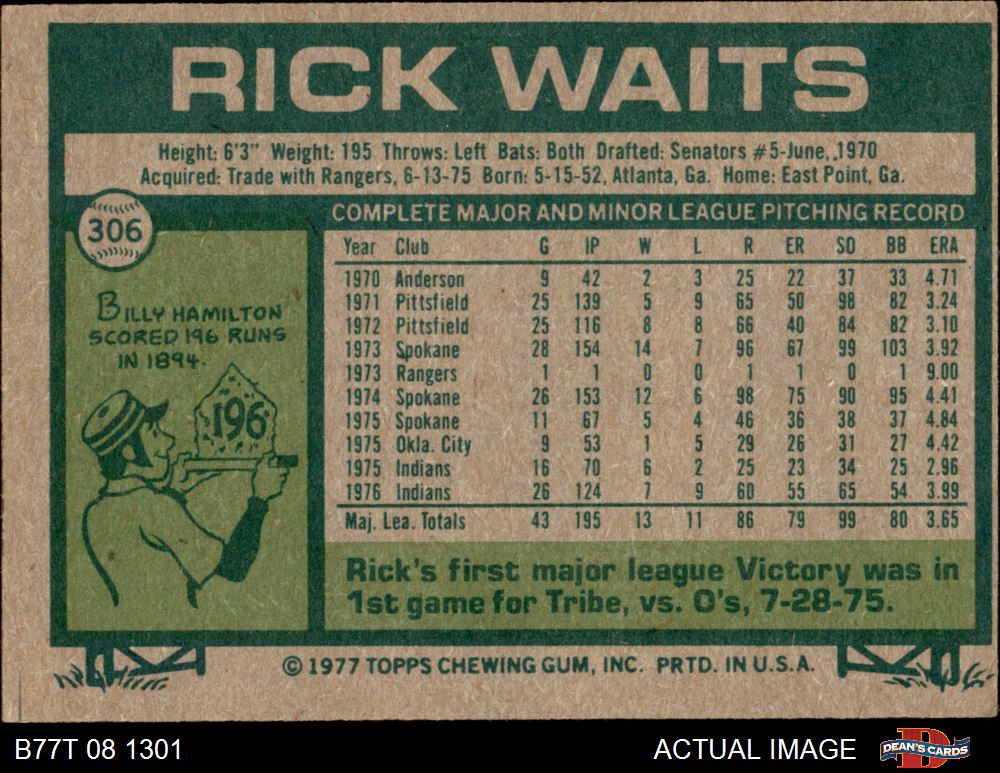 RICK WAITS
Height: 6'3" Weight: 195 Throws: Left Bats: Both Drafted: Senators #5-June, 1970
Acquired: Trade with Rangers, 6-13-75 Born: 5-15-52, Atlanta, Ga. Home: East Point, Ga.
306
BILLY HAMILTON
SCORED 196 RUNS
IN 1894.
196
COMPLETE MAJOR AND MINOR LEAGUE PITCHING RECORD
Year Club G IP W L R ER SO BB ERA
1970 Anderson 9 42 2 3 25 22 37 33 4.71
1971 Pittsfield 25 139 5 9 65 50 98 82 3.24
1972 Pittsfield 25 116 8 8 66 40 84 82 3.10
1973 Spokane 28 154 14 7 96 67 99 103 3.92
1973 Rangers 1 1 0 0 1 1 0 1 9.00
1974 Spokane 26 153 12 6 98 75 90 95 4.41
1975 Spokane 11 67 5 4 46 36 38 37 4.84
1975 Okla. City 9 53 1 5 29 26 31 27 4.42
1975 Indians 16 70 6 2 25 23 34 25 2.96
1976 Indians 26 124 7 9 60 55 65 54 3.99
Maj. Lea. Totals 43 195 13 11 86 79 99 80 3.65
Rick's first major league Victory was in
1st game for Tribe, vs. O's, 7-28-75.
© 1977 TOPPS CHEWING GUM, INC. PRTD. IN U.S.A.
B77T 08 1301
ACTUAL IMAGE
DEAN'S CARDS